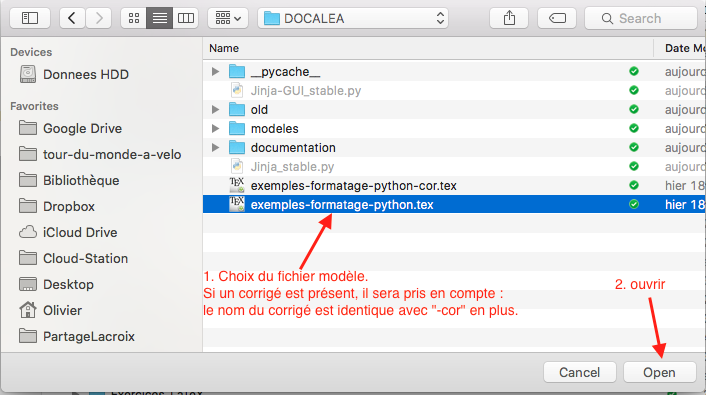 DOCALEA
Search
Name
Date Mo
Devices
Donnees HDD
Favorites
Google Drive
tour-du-monde-a-velo
Bibliothèque
Dropbox
iCloud Drive
Cloud-Station
Desktop
Olivier
PartageLacroix
__pycache__
aujourd
Jinja-GUI_stable.py
aujourd
old
aujourd
modeles
aujourd
documentation
aujourd
Jinja_stable.py
aujourd
exemples-formatage-python-cor.tex
hier 18
exemples-formatage-python.tex
hier 18
1. Choix du fichier modèle.
Si un corrigé est présent, il sera pris en compte :
le nom du corrigé est identique avec "-cor" en plus.
2. ouvrir
Cancel
Open